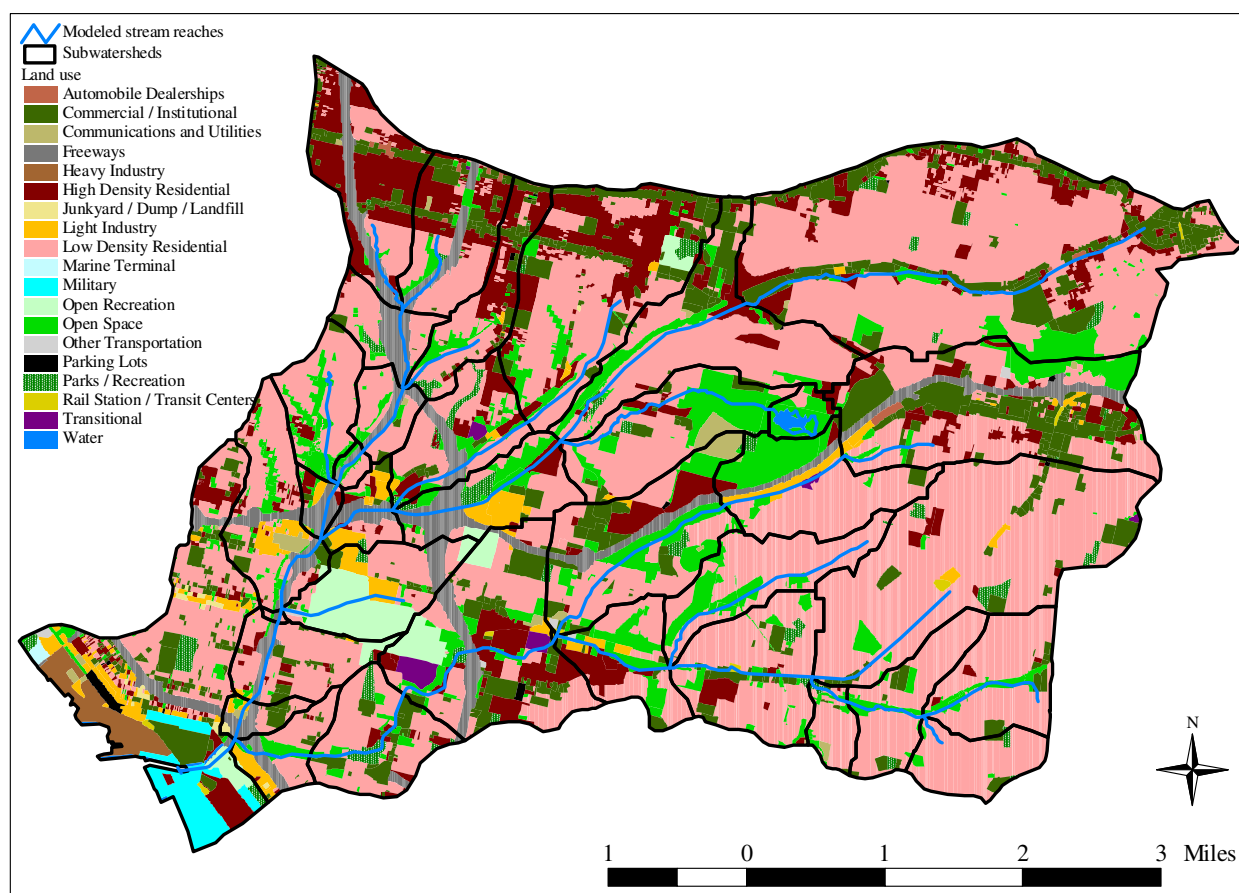 Modeled stream reaches
Subwatersheds
Land use
Automobile Dealerships
Commercial / Institutional
Communications and Utilities
Freeways
Heavy Industry
High Density Residential
Junkyard / Dump / Landfill
Light Industry
Low Density Residential
Marine Terminal
Military
Open Recreation
Open Space
Other Transportation
Parking Lots
Parks / Recreation
Rail Station / Transit Centers
Transitional
Water
N
1 0 1 2 3 Miles